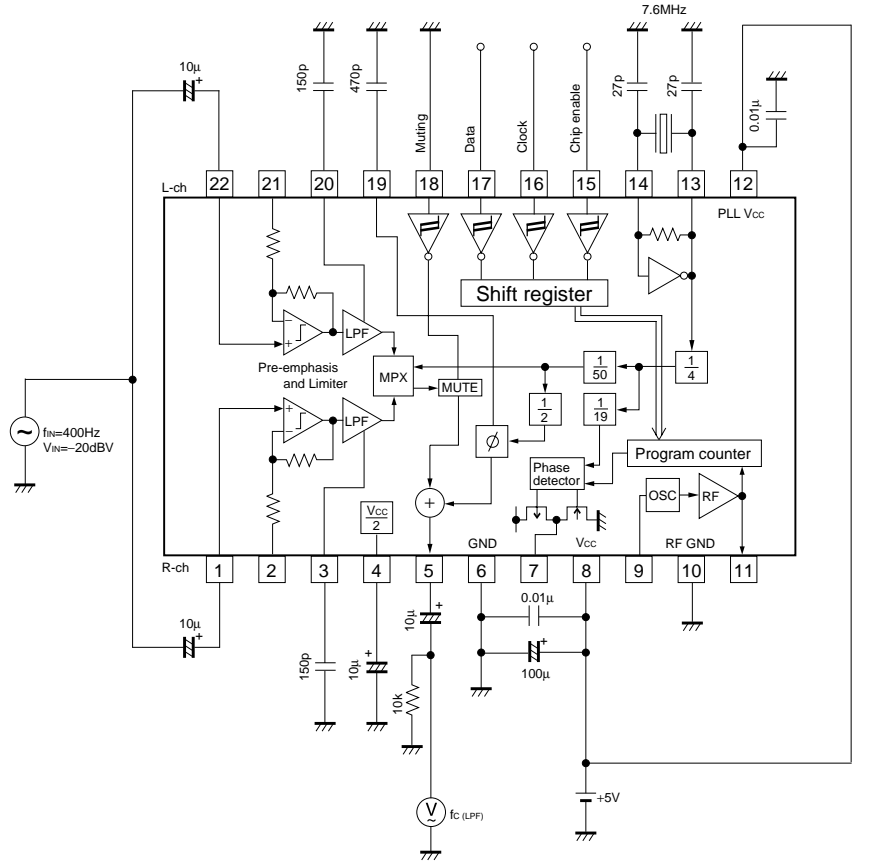 7.6MHz
10μ
+
150p
470p
Muting
Data
Clock
Chip enable
27p
27p
0.01μ
L-ch
22
21
20
19
18
17
16
15
14
13
12
PLL VCC
Shift register
−
+
LPF
Pre-emphasis
and Limiter
MPX
MUTE
1
50
1
4
1
2
1
19
+
−
LPF
Φ
Program counter
Phase
detector
OSC
RF
~
fIN=400Hz
VIN=−20dBV
VCC
2
+
GND
VCC
RF GND
R-ch
1
2
3
4
5
6
7
8
9
10
11
10μ
+
150p
10μ
+
10μ
+
10k
0.01μ
+
100μ
+5V
V
~
fC (LPF)